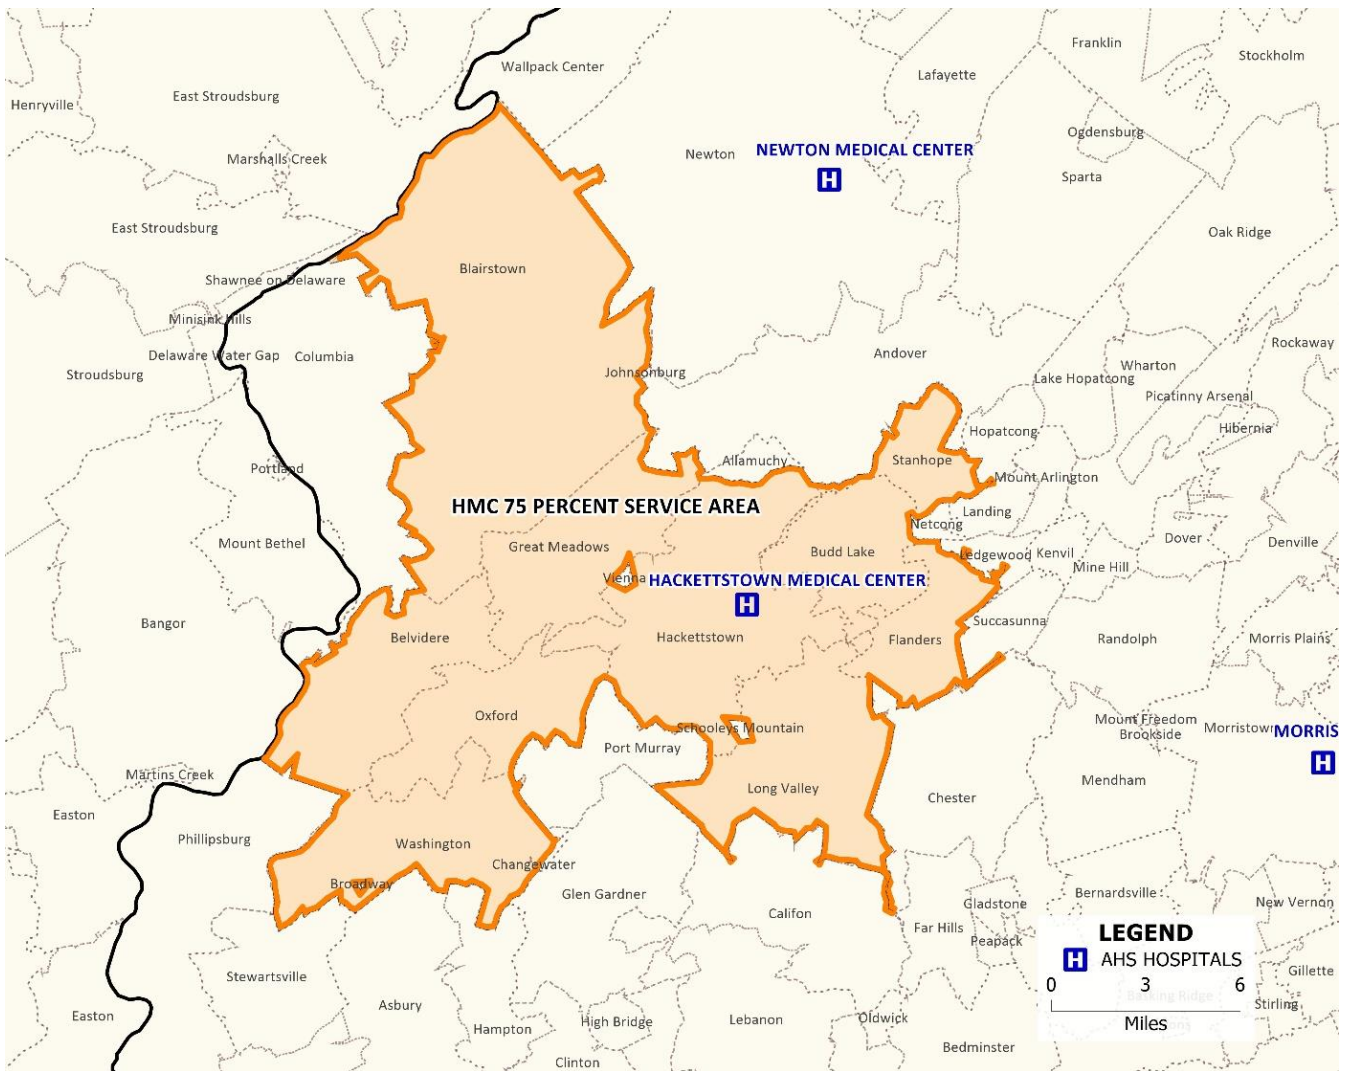 Wallpack Center
Franklin
Stockholm
Lafayette
Henryville
East Stroudsburg
Ogdensburg
Marshalls Creek
Newton
NEWTON MEDICAL CENTER
H
Sparta
East Stroudsburg
Oak Ridge
Blairstown
Shawnee on Delaware
Minisink Hills
Rockaway
Delaware Water Gap
Columbia
Andover
Stroudsburg
Johnsonburg
Wharton
Lake Hopatcong
Picatinny Arsenal
Hopatcong
Hibernia
Allamuchy
Stanhope
Portland
Mount Arlington
HMC 75 PERCENT SERVICE AREA
Landing
Netcong
Mount Bethel
Great Meadows
Budd Lake
Dover
Denville
Ledgewood
Kenvil
Mine Hill
Vienna
HACKETTSTOWN MEDICAL CENTER
H
Bangor
Belvidere
Hackettstown
Flanders
Succasunna
Randolph
Morris Plains
Oxford
Schooleys Mountain
Mount Freedom
Brookside
Morristown
MORRIS
H
Port Murray
Martins Creek
Long Valley
Chester
Mendham
Easton
Phillipsburg
Washington
Changewater
Broadway
Glen Gardner
Califon
Bernardsville
Gladstone
New Vernon
Far Hills
Peapack
LEGEND
H AHS HOSPITALS
0 3 6
Miles
Stewartsville
Gillette
Basking Ridge
Stirling
Asbury
Easton
Hampton
High Bridge
Lebanon
Oldwick
Bedminster
Clinton